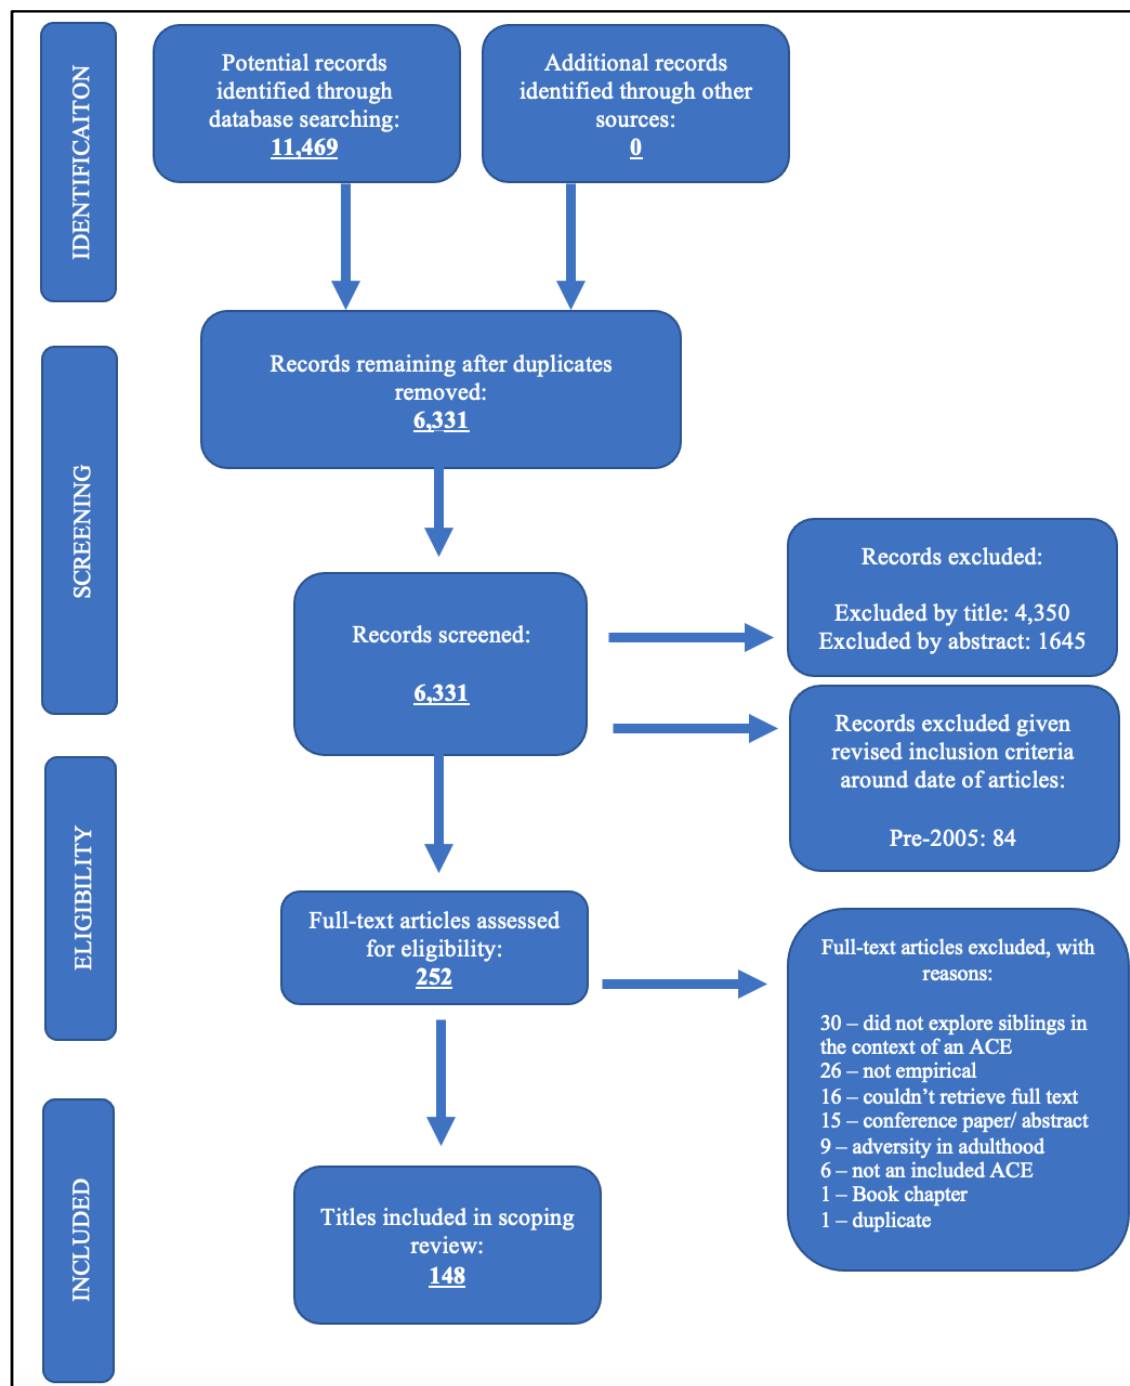 IDENTIFICAITON
Potential records
identified through
database searching:
11,469
Additional records
identified through other
sources:
0
SCREENING
Records remaining after duplicates
removed:
6,331
Records screened:
6,331
Records excluded:
Excluded by title: 4,350
Excluded by abstract: 1645
Records excluded given
revised inclusion criteria
around date of articles:
Pre-2005: 84
ELIGIBILITY
Full-text articles assessed
for eligibility:
252
Full-text articles excluded, with
reasons:
30 – did not explore siblings in
the context of an ACE
26 – not empirical
16 – couldn’t retrieve full text
15 – conference paper/ abstract
9 – adversity in adulthood
6 – not an included ACE
1 – Book chapter
1 – duplicate
INCLUDED
Titles included in scoping
review:
148